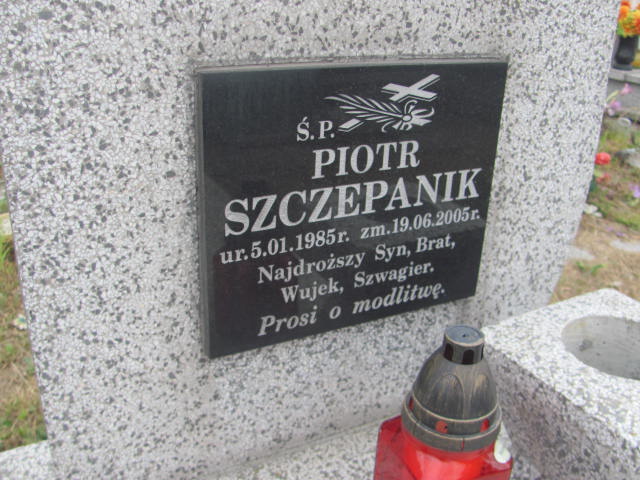 Ś.P.
PIOTR
SZCZEPANIK
ur.5.01.1985r. zm.19.06.2005r.
Najdroższy Syn, Brat,
Wujek, Szwagier.
Prosi o modlitwę.